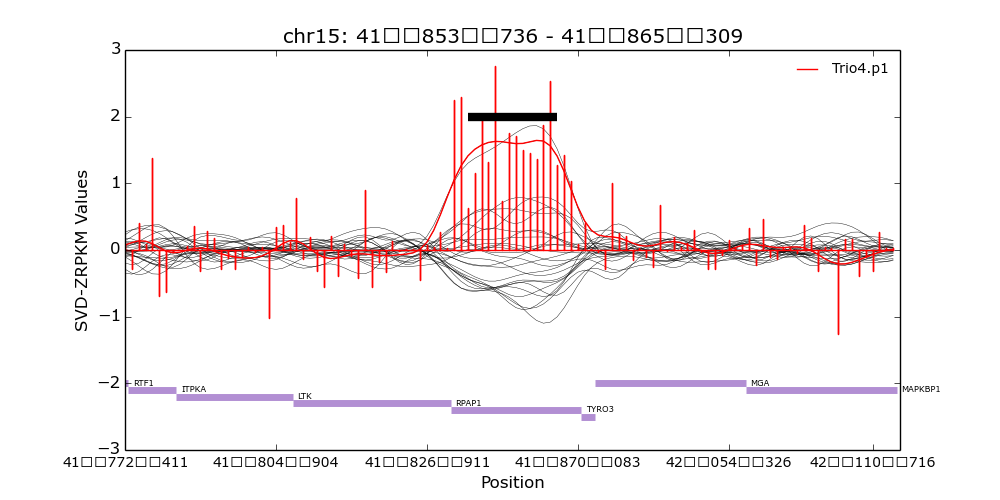 chr15: 41□□853□□736 - 41□□865□□309
Trio4.p1
SVD-ZRPKM Values
3
2
1
0
−1
−2
−3
RTF1
ITPKA
LTK
RPAP1
TYRO3
MGA
MAPKBP1
41□□772□□411 41□□804□□904 41□□826□□911 41□□870□□083 42□□054□□326 42□□110□□716
Position